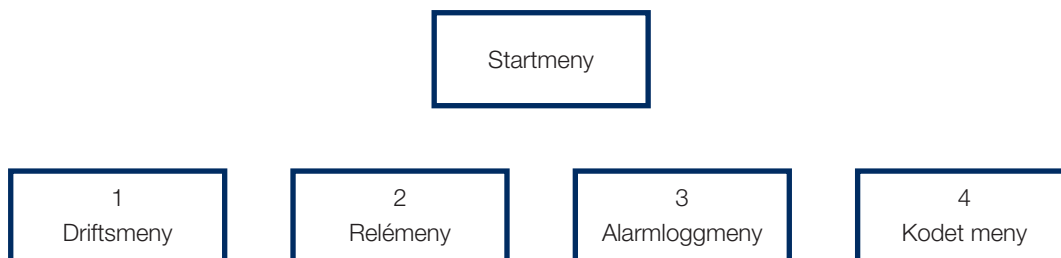 Startmeny
1
Driftsmeny
2
Relémeny
3
Alarmloggmeny
4
Kodet meny